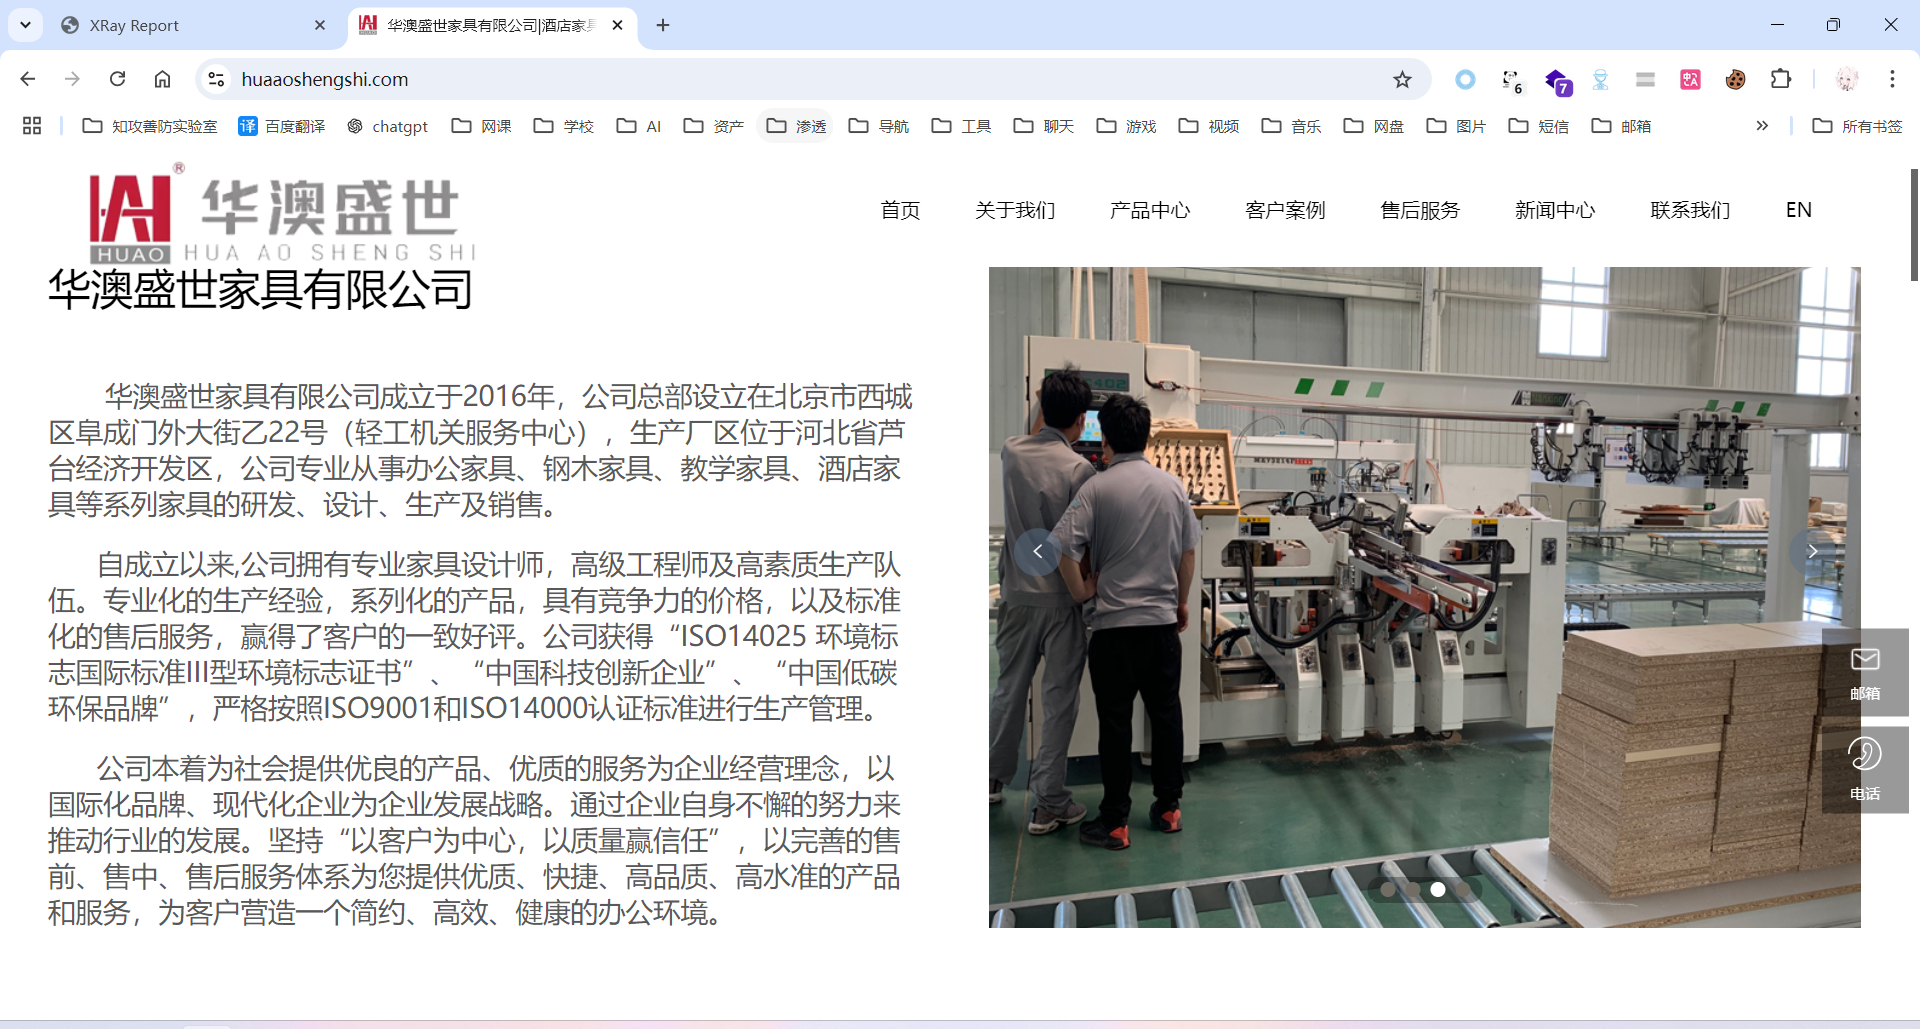 XRay Report
华澳盛世家具有限公司|酒店家具
huaaoshengshi.com
6
7
知攻善防实验室
译 百度翻译
chatgpt
网课
学校
AI
资产
渗透
导航
工具
聊天
游戏
视频
音乐
网盘
图片
短信
邮箱
所有书签
HUAO
®
华澳盛世
HUA AO SHENG SHI
首页
关于我们
产品中心
客户案例
售后服务
新闻中心
联系我们
EN
华澳盛世家具有限公司
华澳盛世家具有限公司成立于2016年，公司总部设立在北京市西城
区阜成门外大街乙22号（轻工机关服务中心），生产厂区位于河北省芦
台经济开发区，公司专业从事办公家具、钢木家具、教学家具、酒店家
具等系列家具的研发、设计、生产及销售。
自成立以来,公司拥有专业家具设计师，高级工程师及高素质生产队
伍。专业化的生产经验，系列化的产品，具有竞争力的价格，以及标准
化的售后服务，赢得了客户的一致好评。公司获得“ISO14025 环境标
志国际标准III型环境标志证书”、“中国科技创新企业”、“中国低碳
环保品牌”，严格按照ISO9001和ISO14000认证标准进行生产管理。
公司本着为社会提供优良的产品、优质的服务为企业经营理念，以
国际化品牌、现代化企业为企业发展战略。通过企业自身不懈的努力来
推动行业的发展。坚持“以客户为中心，以质量赢信任”，以完善的售
前、售中、售后服务体系为您提供优质、快捷、高品质、高水准的产品
和服务，为客户营造一个简约、高效、健康的办公环境。
邮箱
电话